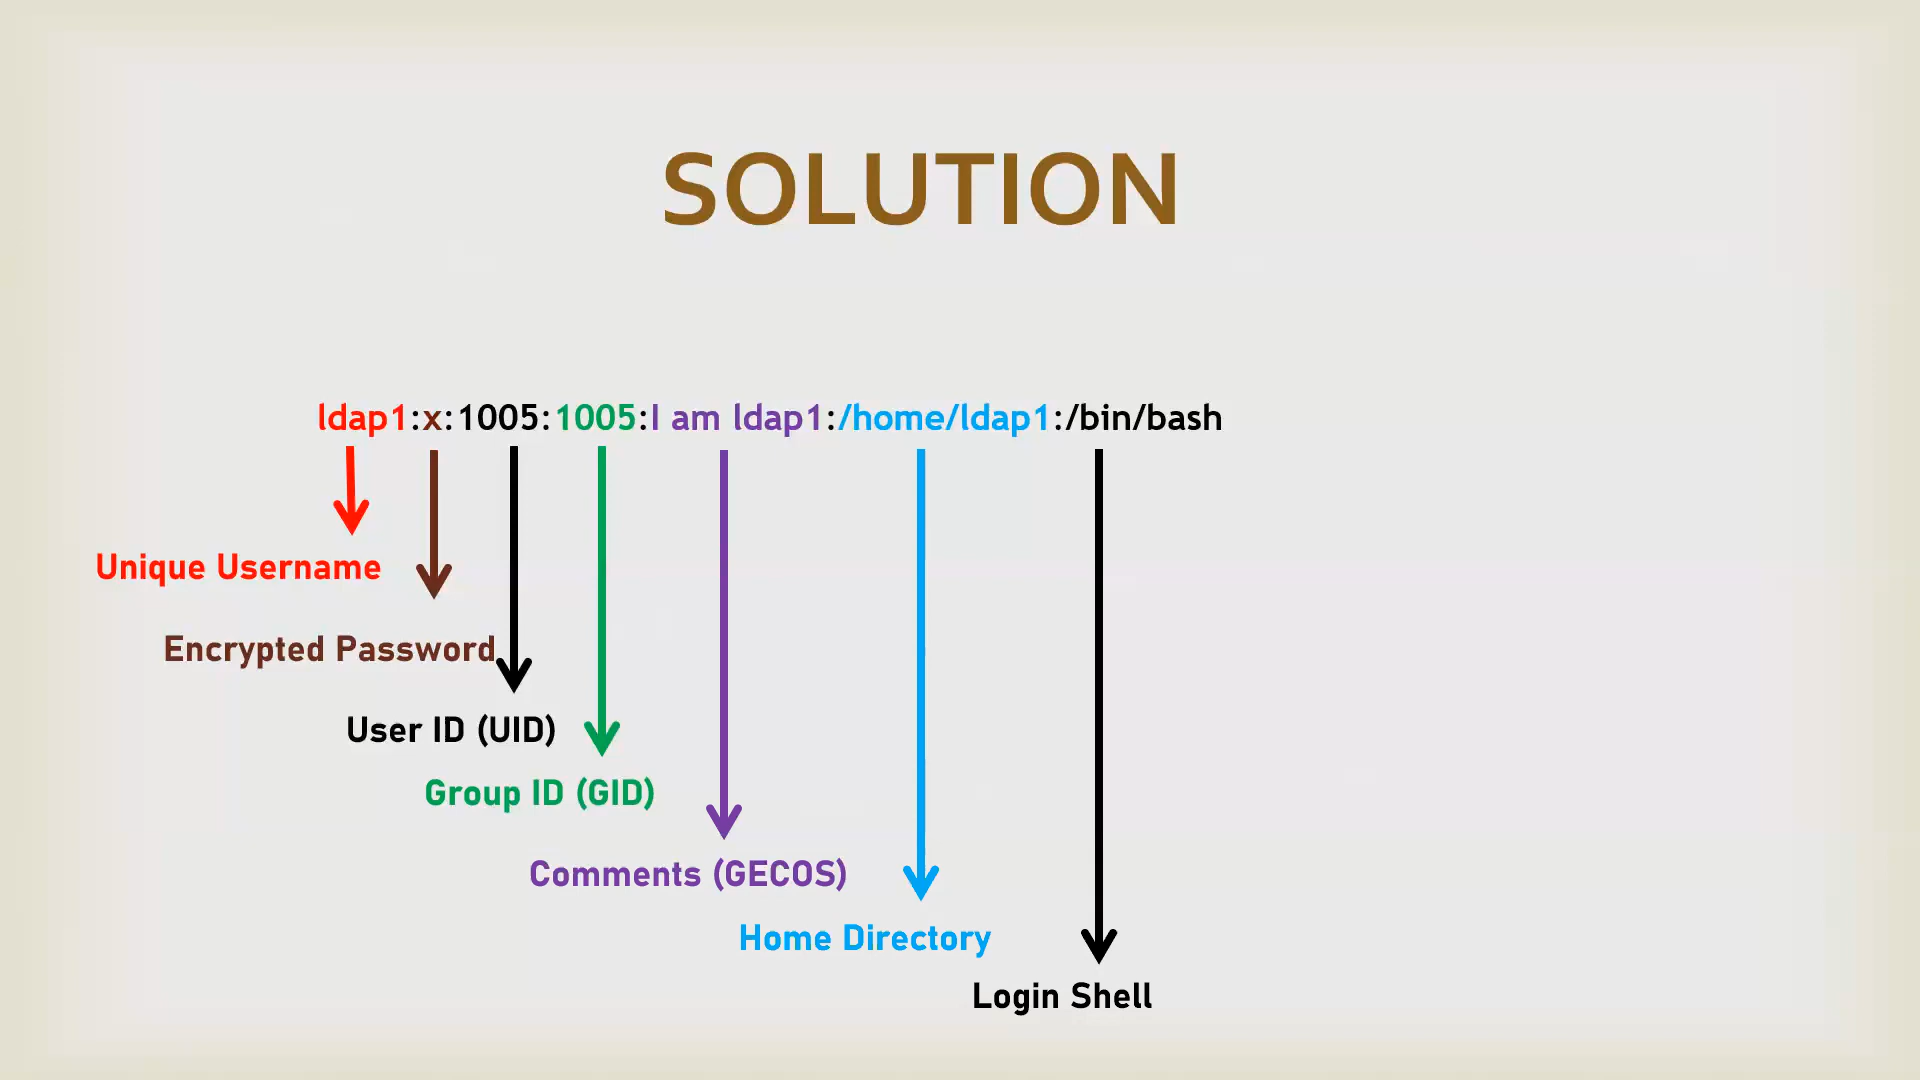 SOLUTION
ldap1:x:1005:1005:I am ldap1:/home/ldap1:/bin/bash
Unique Username
Encrypted Password
User ID (UID)
Group ID (GID)
Comments (GECOS)
Home Directory
Login Shell